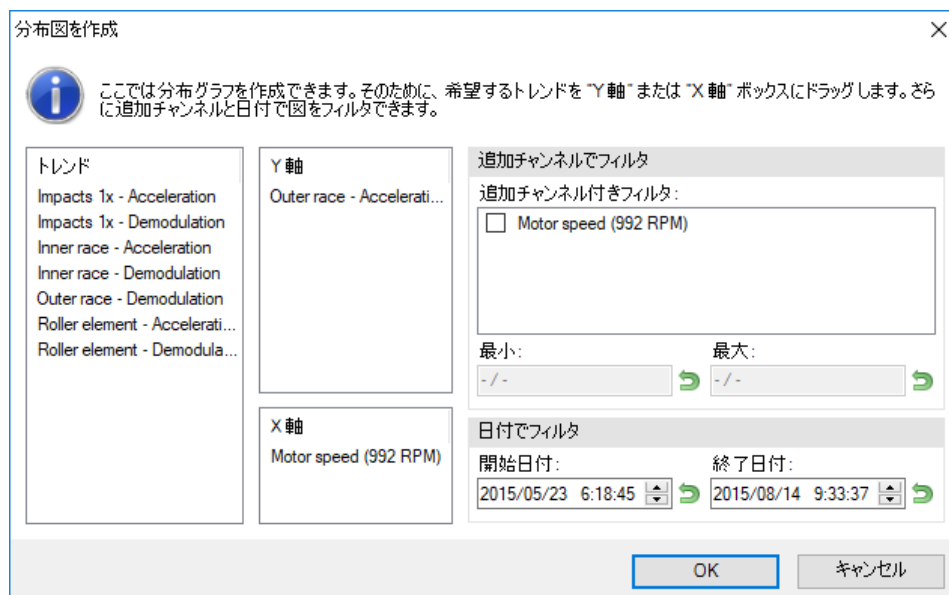 分布図を作成
ここでは分布グラフを作成できます。そのために、希望するトレンドを "Y 軸" または "X 軸" ボックスにドラッグします。さら
に追加チャンネルと日付で図をフィルタできます。
トレンド
Impacts 1x - Acceleration
Impacts 1x - Demodulation
Inner race - Acceleration
Inner race - Demodulation
Outer race - Demodulation
Roller element - Accelerati...
Roller element - Demodula...
Y 軸
Outer race - Accelerati...
X 軸
Motor speed (992 RPM)
追加チャンネルでフィルタ
追加チャンネル付きフィルタ:
Motor speed (992 RPM)
最小:
最大:
- / -
- / -
日付でフィルタ
開始日付:
終了日付:
2015/05/23 6:18:45
2015/08/14 9:33:37
OK
キャンセル